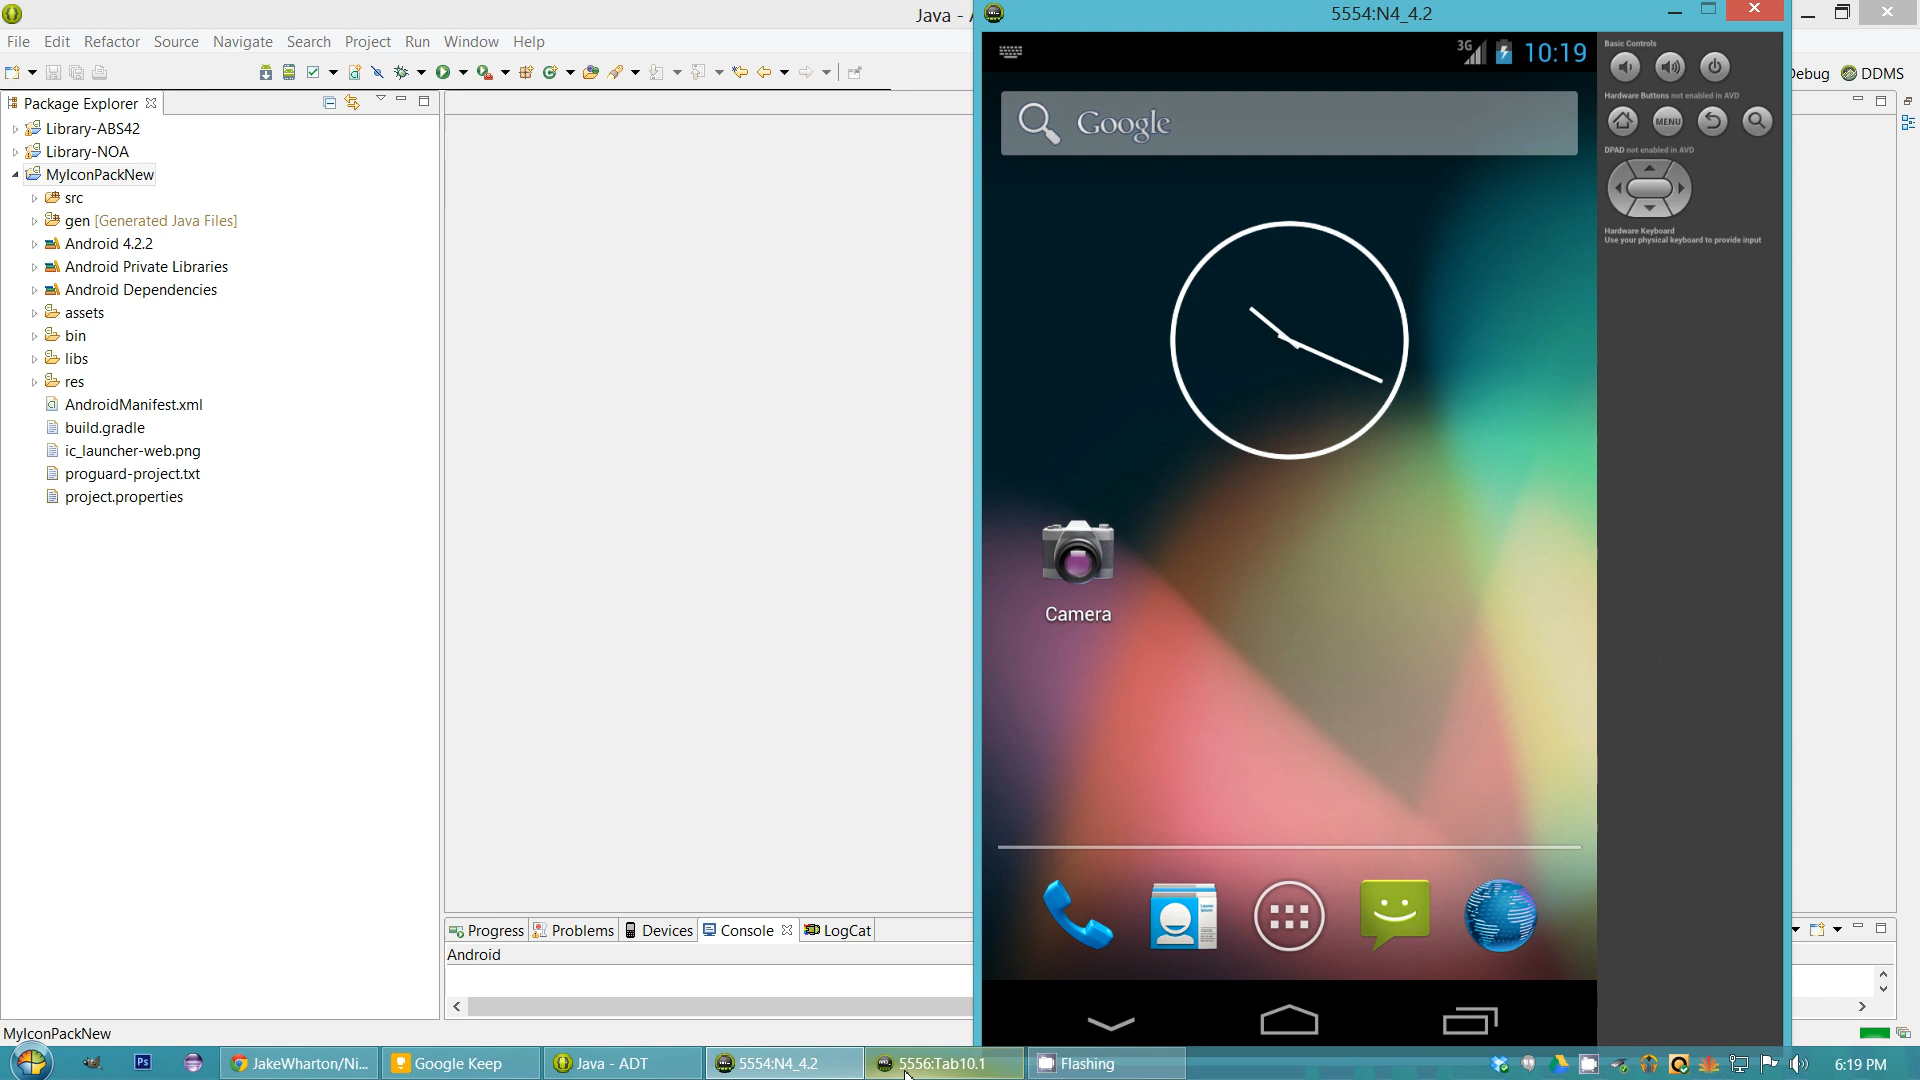 Java -
5554:N4_4.2
File Edit Refactor Source Navigate Search Project Run Window Help
3G 10:19
Basic Controls
Debug DDMS
Package Explorer
Hardware Buttons not enabled in AVD
MENU
Google
Library-ABS42
Library-NOA
DPAD not enabled in AVD
MyIconPackNew
src
gen [Generated Java Files]
Hardware Keyboard
Use your physical keyboard to provide input
Android 4.2.2
Android Private Libraries
Android Dependencies
assets
bin
libs
res
AndroidManifest.xml
build.gradle
ic_launcher-web.png
proguard-project.txt
project.properties
Camera
Progress Problems Devices Console LogCat
Android
MyIconPackNew
Ps JakeWharton/Ni... Google Keep Java - ADT 5554:N4_4.2 5556:Tab10.1 Flashing 6:19 PM